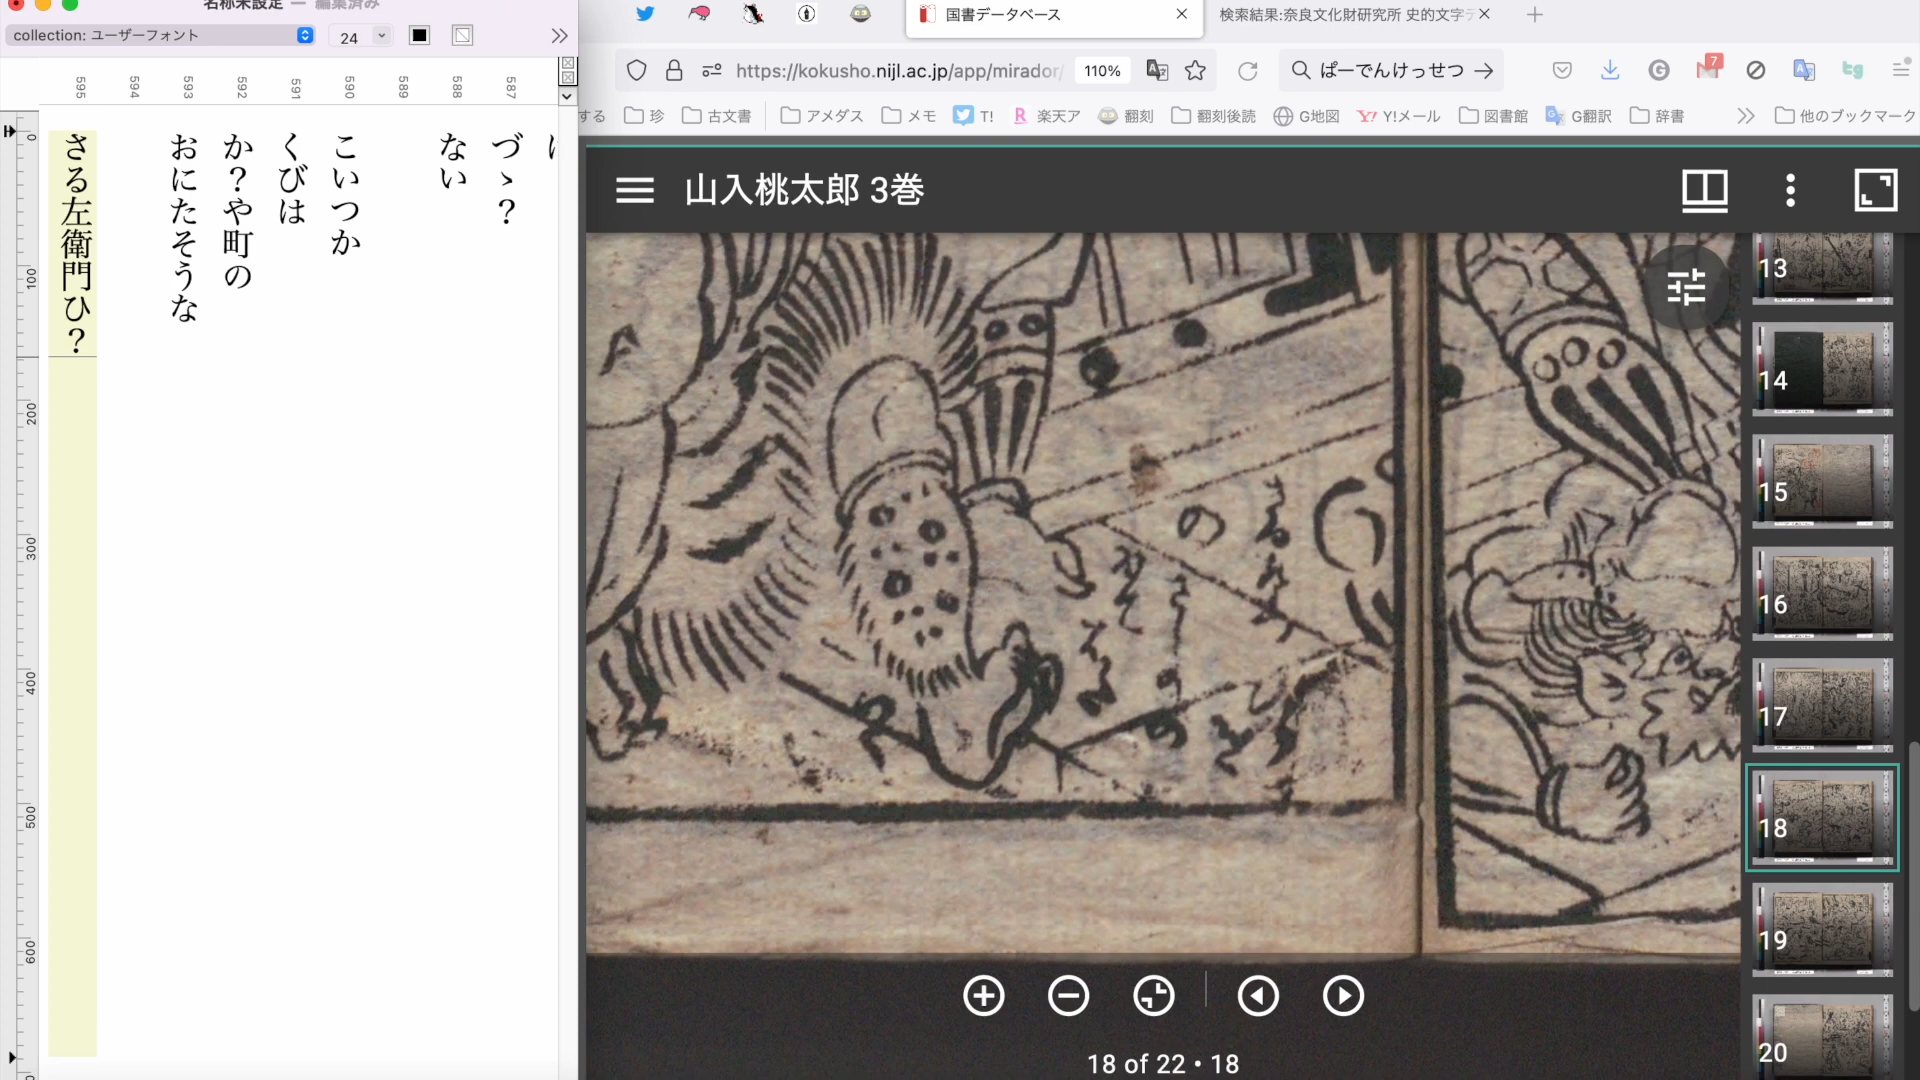 名称未設定 — 編集済み
collection: ユーザーフォント
24
595
594
593
592
591
590
589
588
587
0
100
200
300
400
500
600
づゝ？
ない
こいつか
くびは
か？や町の
おにたそうな
さる左衛門ひ？
国書データベース
検索結果:奈良文化財研究所 史的文字デ
https://kokusho.nijl.ac.jp/app/mirador/
110%
ぱーでんけっせつ
7
する
珍
古文書
アメダス
メモ
T!
楽天ア
翻刻
翻刻後読
G地図
Y!メール
図書館
G翻訳
辞書
他のブックマーク
山入桃太郎 3巻
13
14
15
16
17
18
19
20
18 of 22 • 18